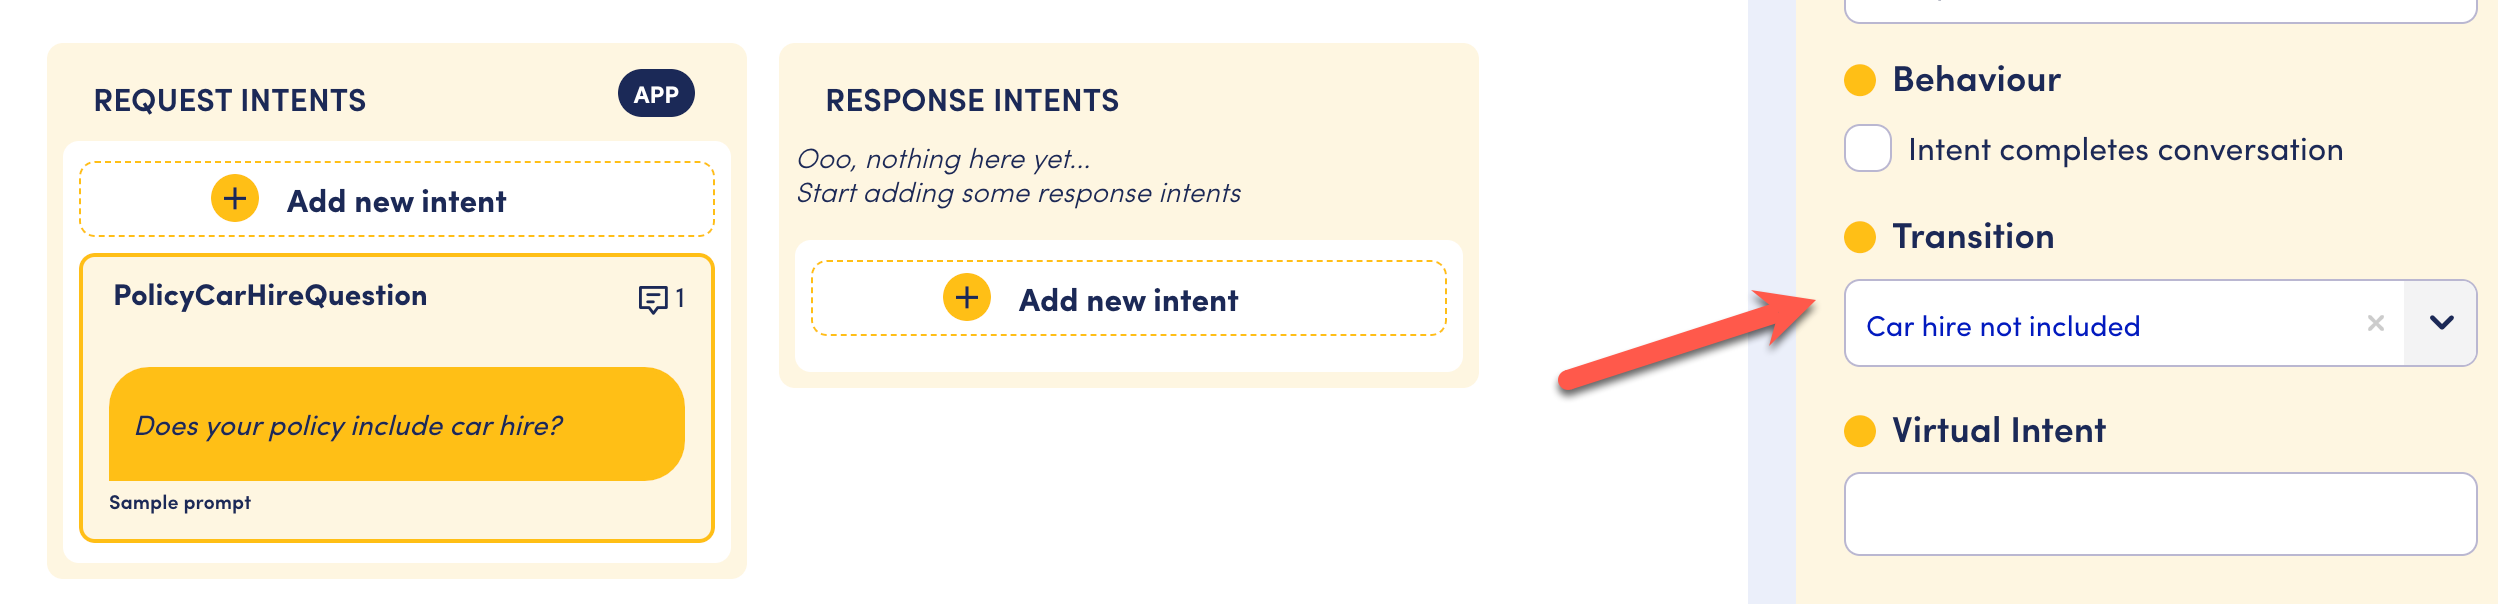 REQUEST INTENTS
APP
Add new intent
PolicyCarHireQuestion
1
Does your policy include car hire?
Sample prompt
RESPONSE INTENTS
Ooo, nothing here yet...
Start adding some response intents
Add new intent
Behaviour
Intent completes conversation
Transition
Car hire not included
Virtual Intent